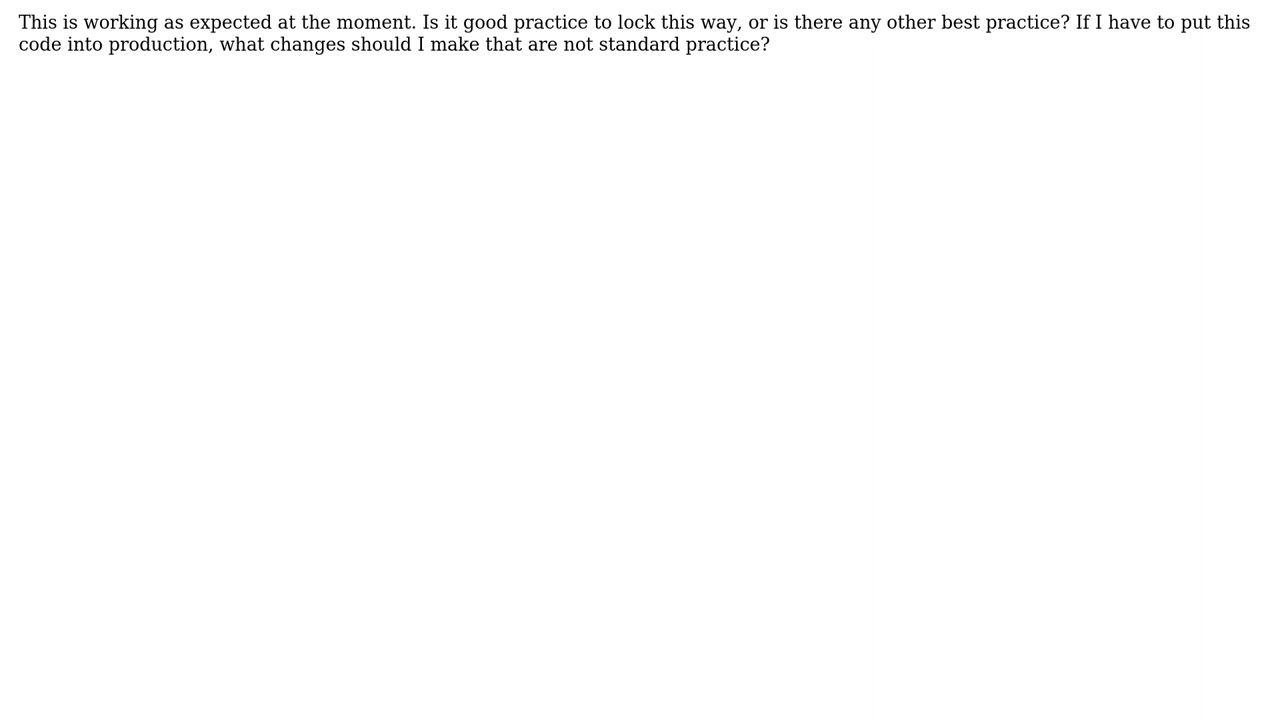 This is working as expected at the moment. Is it good practice to lock this way, or is there any other best practice? If I have to put this
code into production, what changes should I make that are not standard practice?